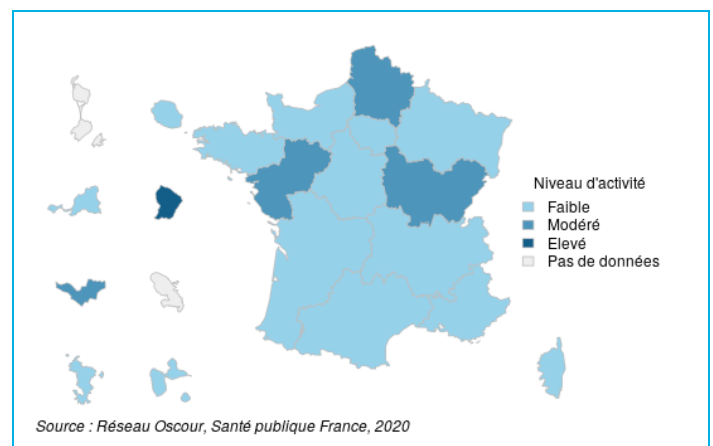 Niveau d'activité
Faible
Modéré
Elevé
Pas de données
Source : Réseau Oscour, Santé publique France, 2020